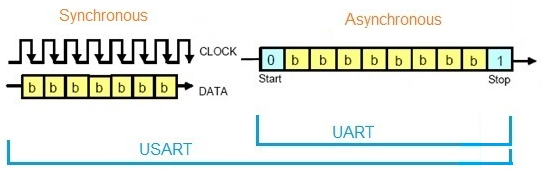 Synchronous
Asynchronous
CLOCK
b b b b b b b
DATA
0 b b b b b b b b 1
Start
Stop
UART
USART